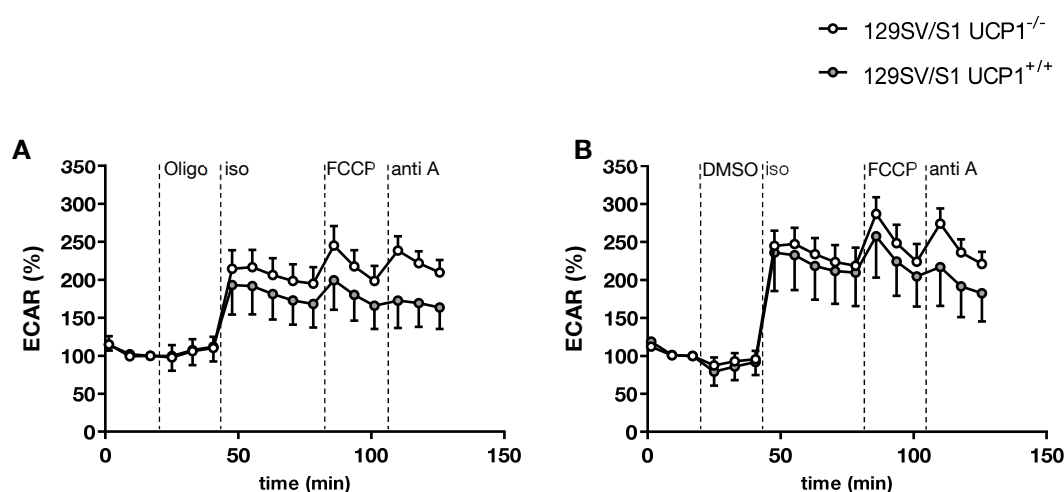 129SV/S1 UCP1-/-
129SV/S1 UCP1+/+
A
B
350
300
250
200
150
100
50
0
ECAR (%)
Oligo
iso
FCCP
anti A
0
50
100
150
time (min)
350
300
250
200
150
100
50
0
ECAR (%)
DMSO
iso
FCCP
anti A
0
50
100
150
time (min)